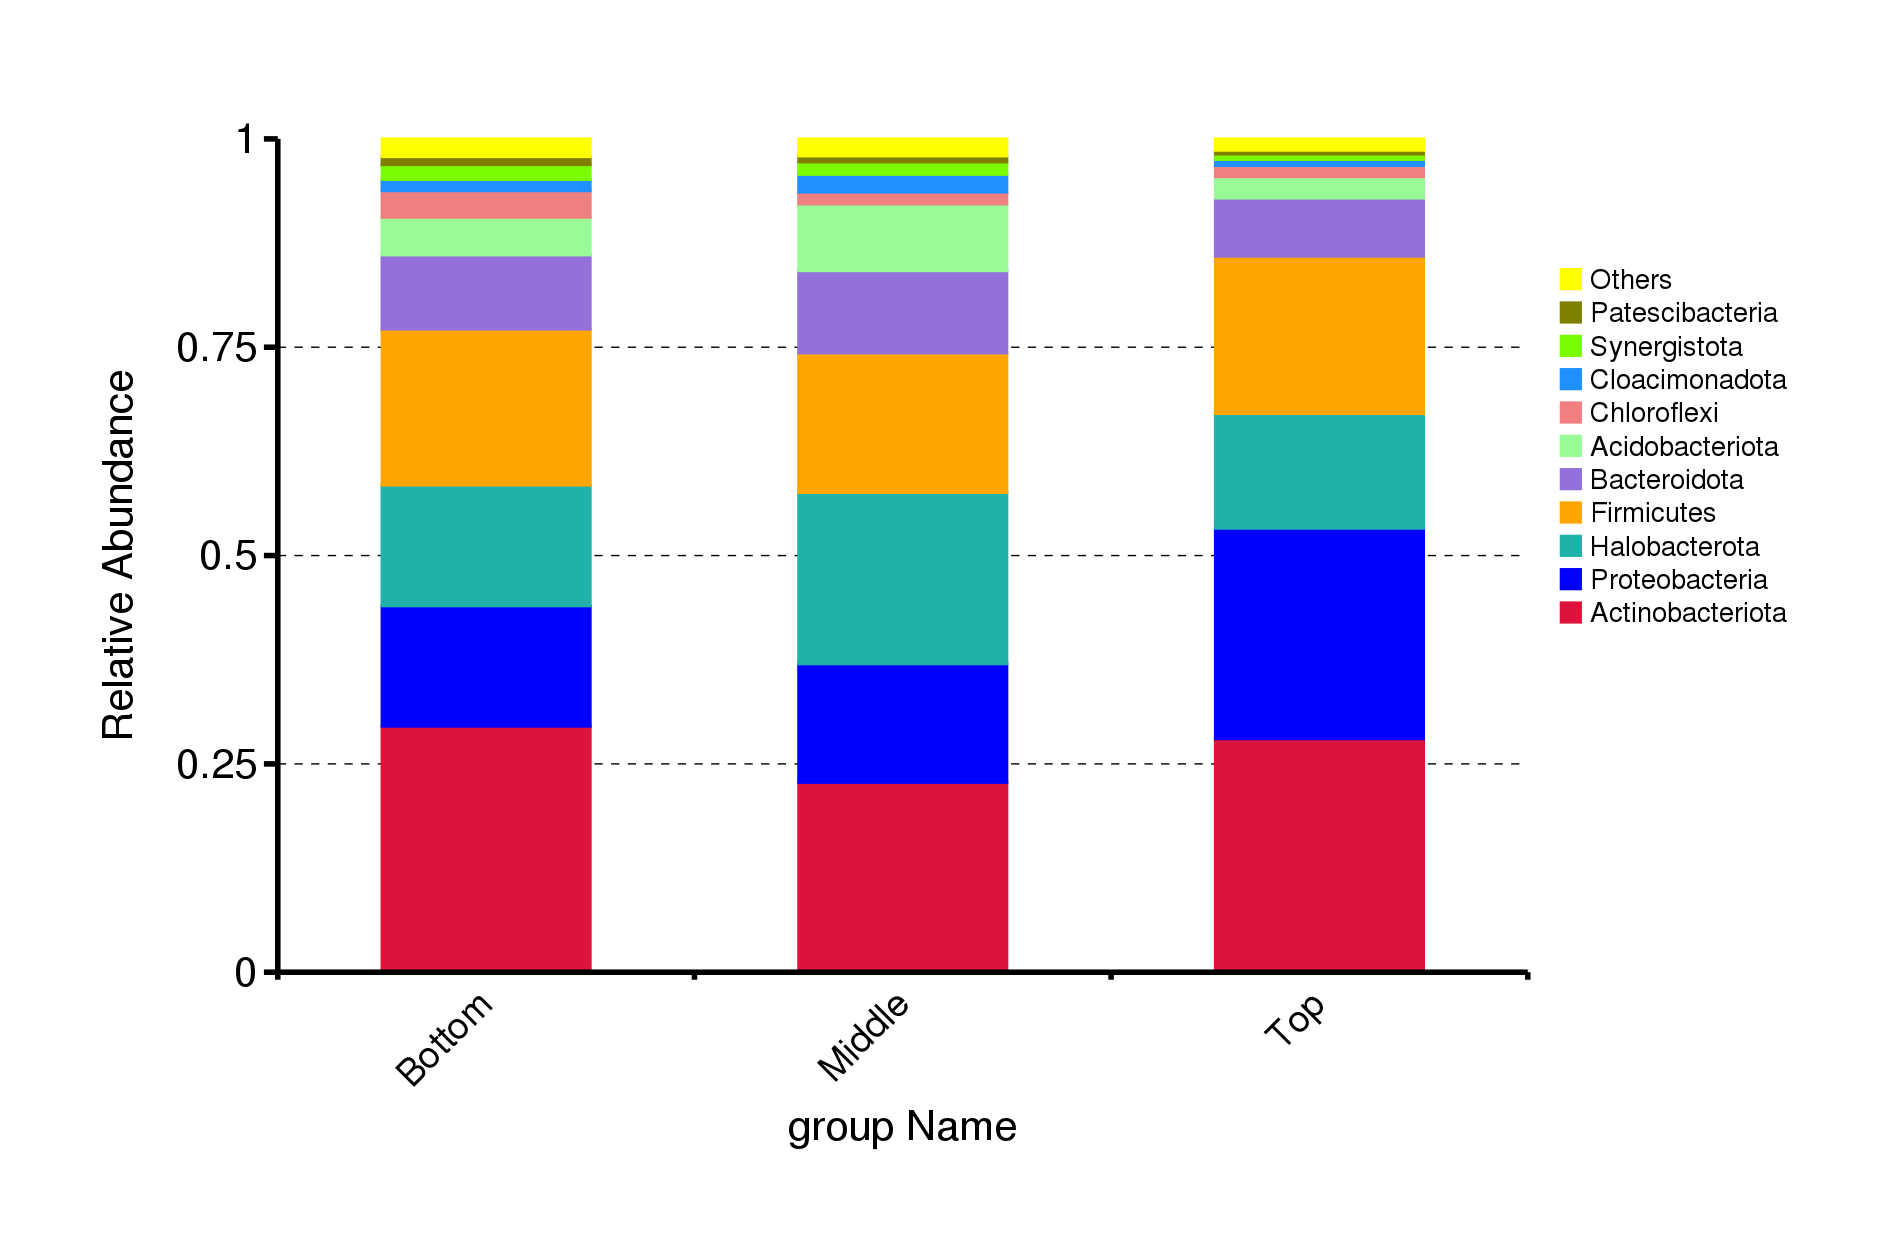 1
0.75
0.5
0.25
0
Relative Abundance
Bottom
Middle
Top
group Name
Others
Patescibacteria
Synergistota
Cloacimonadota
Chloroflexi
Acidobacteriota
Bacteroidota
Firmicutes
Halobacterota
Proteobacteria
Actinobacteriota